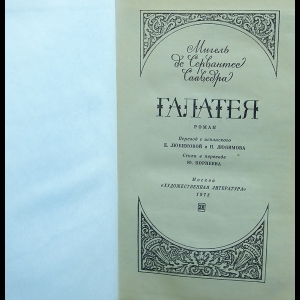 Мигель
де Сервантес
Сааведра
ГАЛАТЕЯ
РОМАН
Перевод с испанского
Е. ЛЮБИМОВОЙ и Н. ЛЮБИМОВА
Стихи в переводе
Ю. КОРНЕЕВА
Москва
«ХУДОЖЕСТВЕННАЯ ЛИТЕРАТУРА»